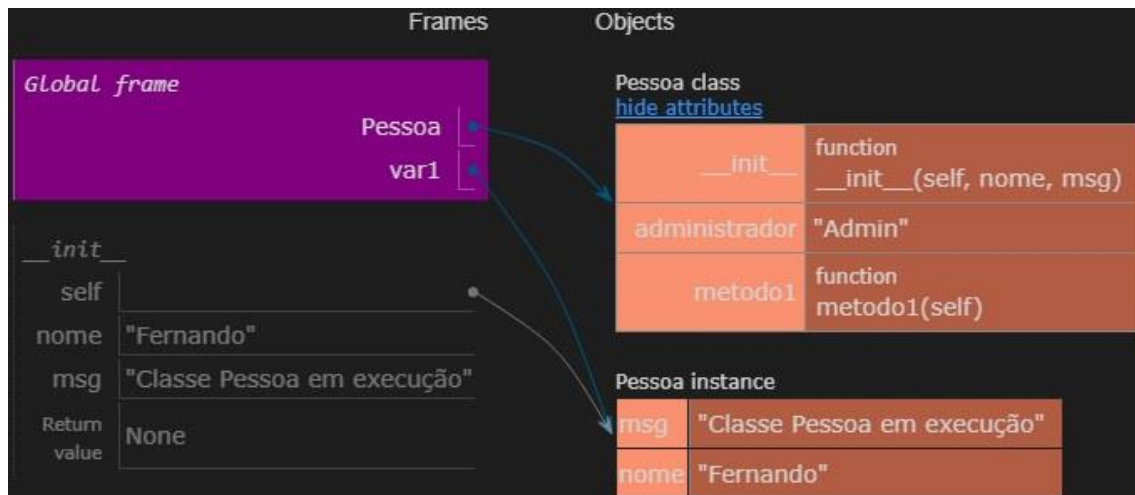 Frames Objects
Global frame
Pessoa
var1
__init__
self
nome "Fernando"
msg "Classe Pessoa em execução"
Return value None
Pessoa class
hide attributes
__init__ function
__init__(self, nome, msg)
administrador "Admin"
metodo1 function
metodo1(self)
Pessoa instance
msg "Classe Pessoa em execução"
nome "Fernando"